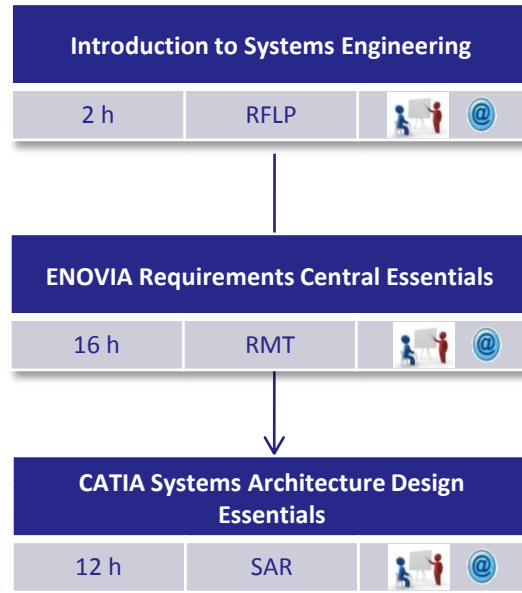 Introduction to Systems Engineering
2 h RFLP @
ENOVIA Requirements Central Essentials
16 h RMT @
CATIA Systems Architecture Design
Essentials
12 h SAR @